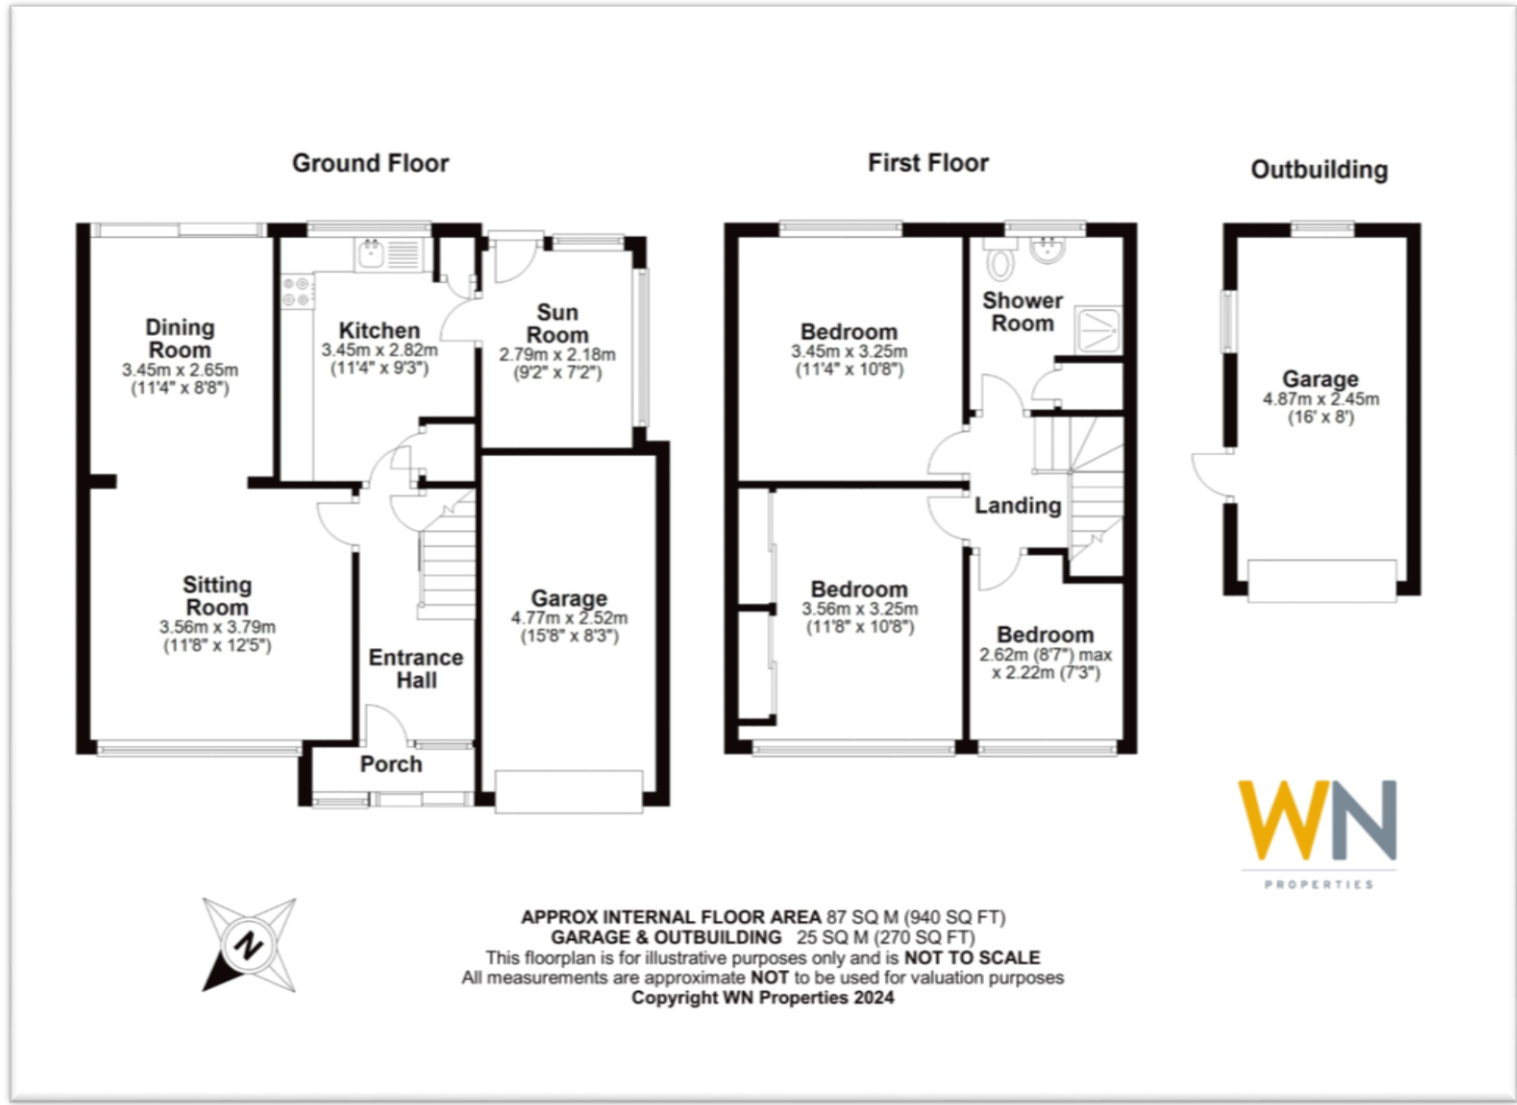 Ground Floor
First Floor
Outbuilding
Dining
Room
3.45m x 2.65m
(11'4" x 8'8")
Kitchen
3.45m x 2.82m
(11'4" x 9'3")
Sun
Room
2.79m x 2.18m
(9'2" x 7'2")
Sitting
Room
3.56m x 3.79m
(11'8" x 12'5")
Entrance
Hall
Garage
4.77m x 2.52m
(15'8" x 8'3")
Porch
Bedroom
3.45m x 3.25m
(11'4" x 10'8")
Shower
Room
Landing
Bedroom
3.56m x 3.25m
(11'8" x 10'8")
Bedroom
2.62m (8'7") max
x 2.22m (7'3")
Garage
4.87m x 2.45m
(16' x 8')
WN
PROPERTIES
N
APPROX INTERNAL FLOOR AREA 87 SQ M (940 SQ FT)
GARAGE & OUTBUILDING 25 SQ M (270 SQ FT)
This floorplan is for illustrative purposes only and is NOT TO SCALE
All measurements are approximate NOT to be used for valuation purposes
Copyright WN Properties 2024